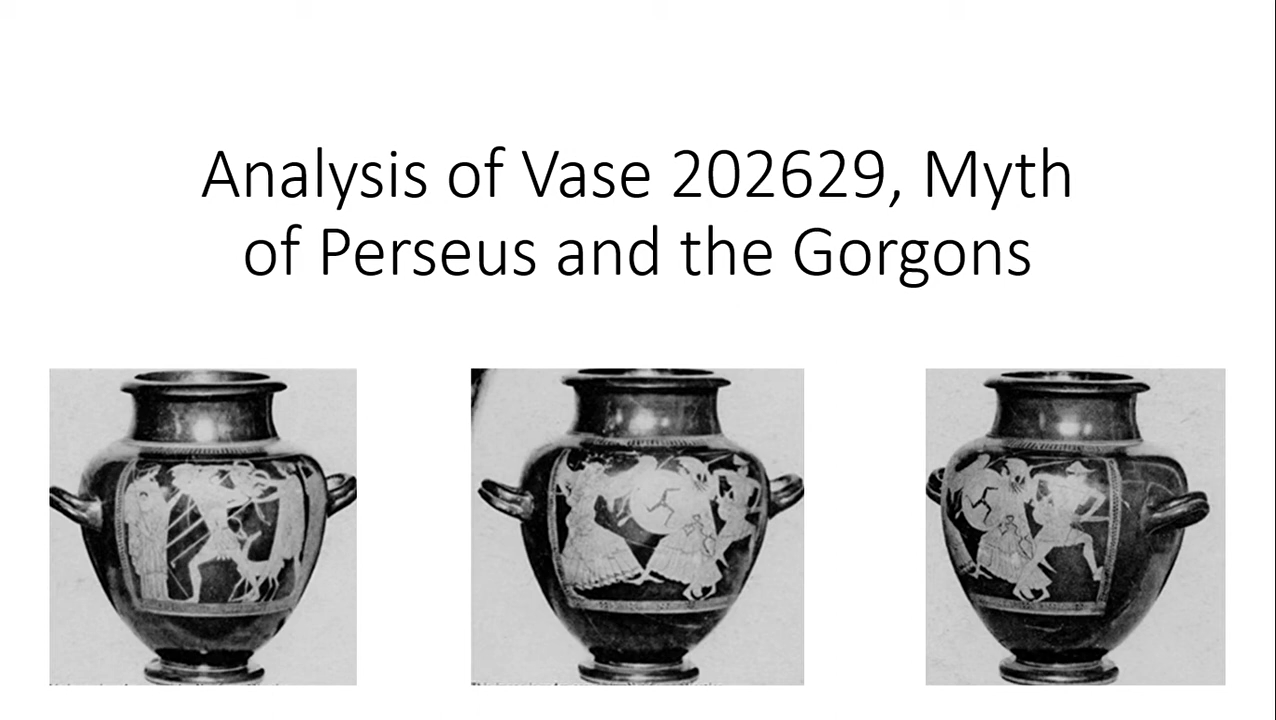 Analysis of Vase 202629, Myth
of Perseus and the Gorgons